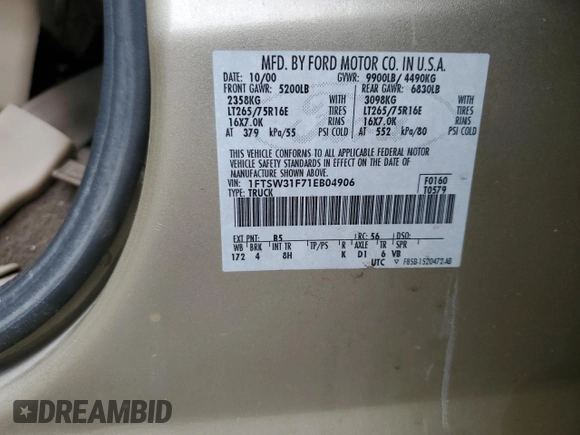 MFD. BY FORD MOTOR CO. IN U.S.A.
DATE: 10/00 GVWR: 9900LB/ 4490KG
FRONT GAWR: 5200LB REAR GAWR: 6830LB
2358KG WITH 3098KG WITH
LT265/75R16E TIRES LT265/75R16E TIRES
16X7.0K RIMS 16X7.0K RIMS
AT 379 kPa/55 PSI COLD AT 552 kPa/80 PSI COLD
THIS VEHICLE CONFORMS TO ALL APPLICABLE FEDERAL MOTOR
VEHICLE SAFETY STANDARDS IN EFFECT ON THE DATE OF
MANUFACTURE SHOWN ABOVE.
VIN: 1FTSW31F71EB04906 F0160
TYPE: TRUCK T0579
EXT PNT: B5 RC: 56 DSO:
WB BRK INT TR TP/PS R AXLE TR SPR
172 4 8H K D1 6 VB
UTC ▽ F85B-1520472-AB
DREAMBID